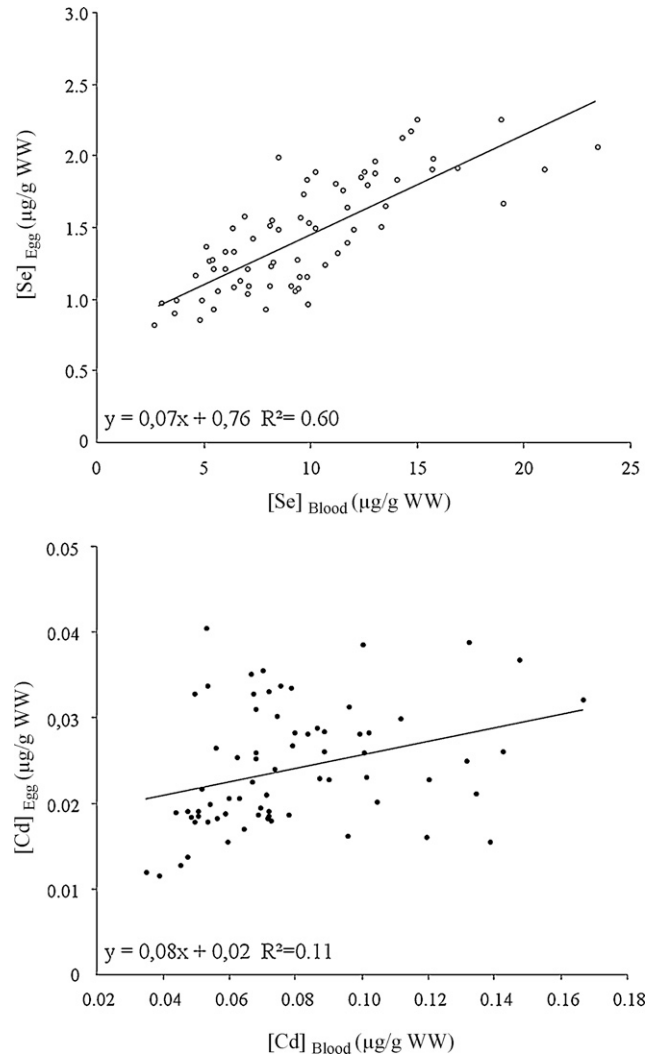 3.0
2.5
2.0
1.5
1.0
0.5
0
[Se] Egg (µg/g WW)
y = 0,07x + 0,76 R²= 0.60
0 5 10 15 20 25
[Se] Blood (µg/g WW)
0.05
0.04
0.03
0.02
0.01
0
[Cd] Egg (µg/g WW)
y = 0,08x + 0,02 R²=0.11
0.02 0.04 0.06 0.08 0.10 0.12 0.14 0.16 0.18
[Cd] Blood (µg/g WW)